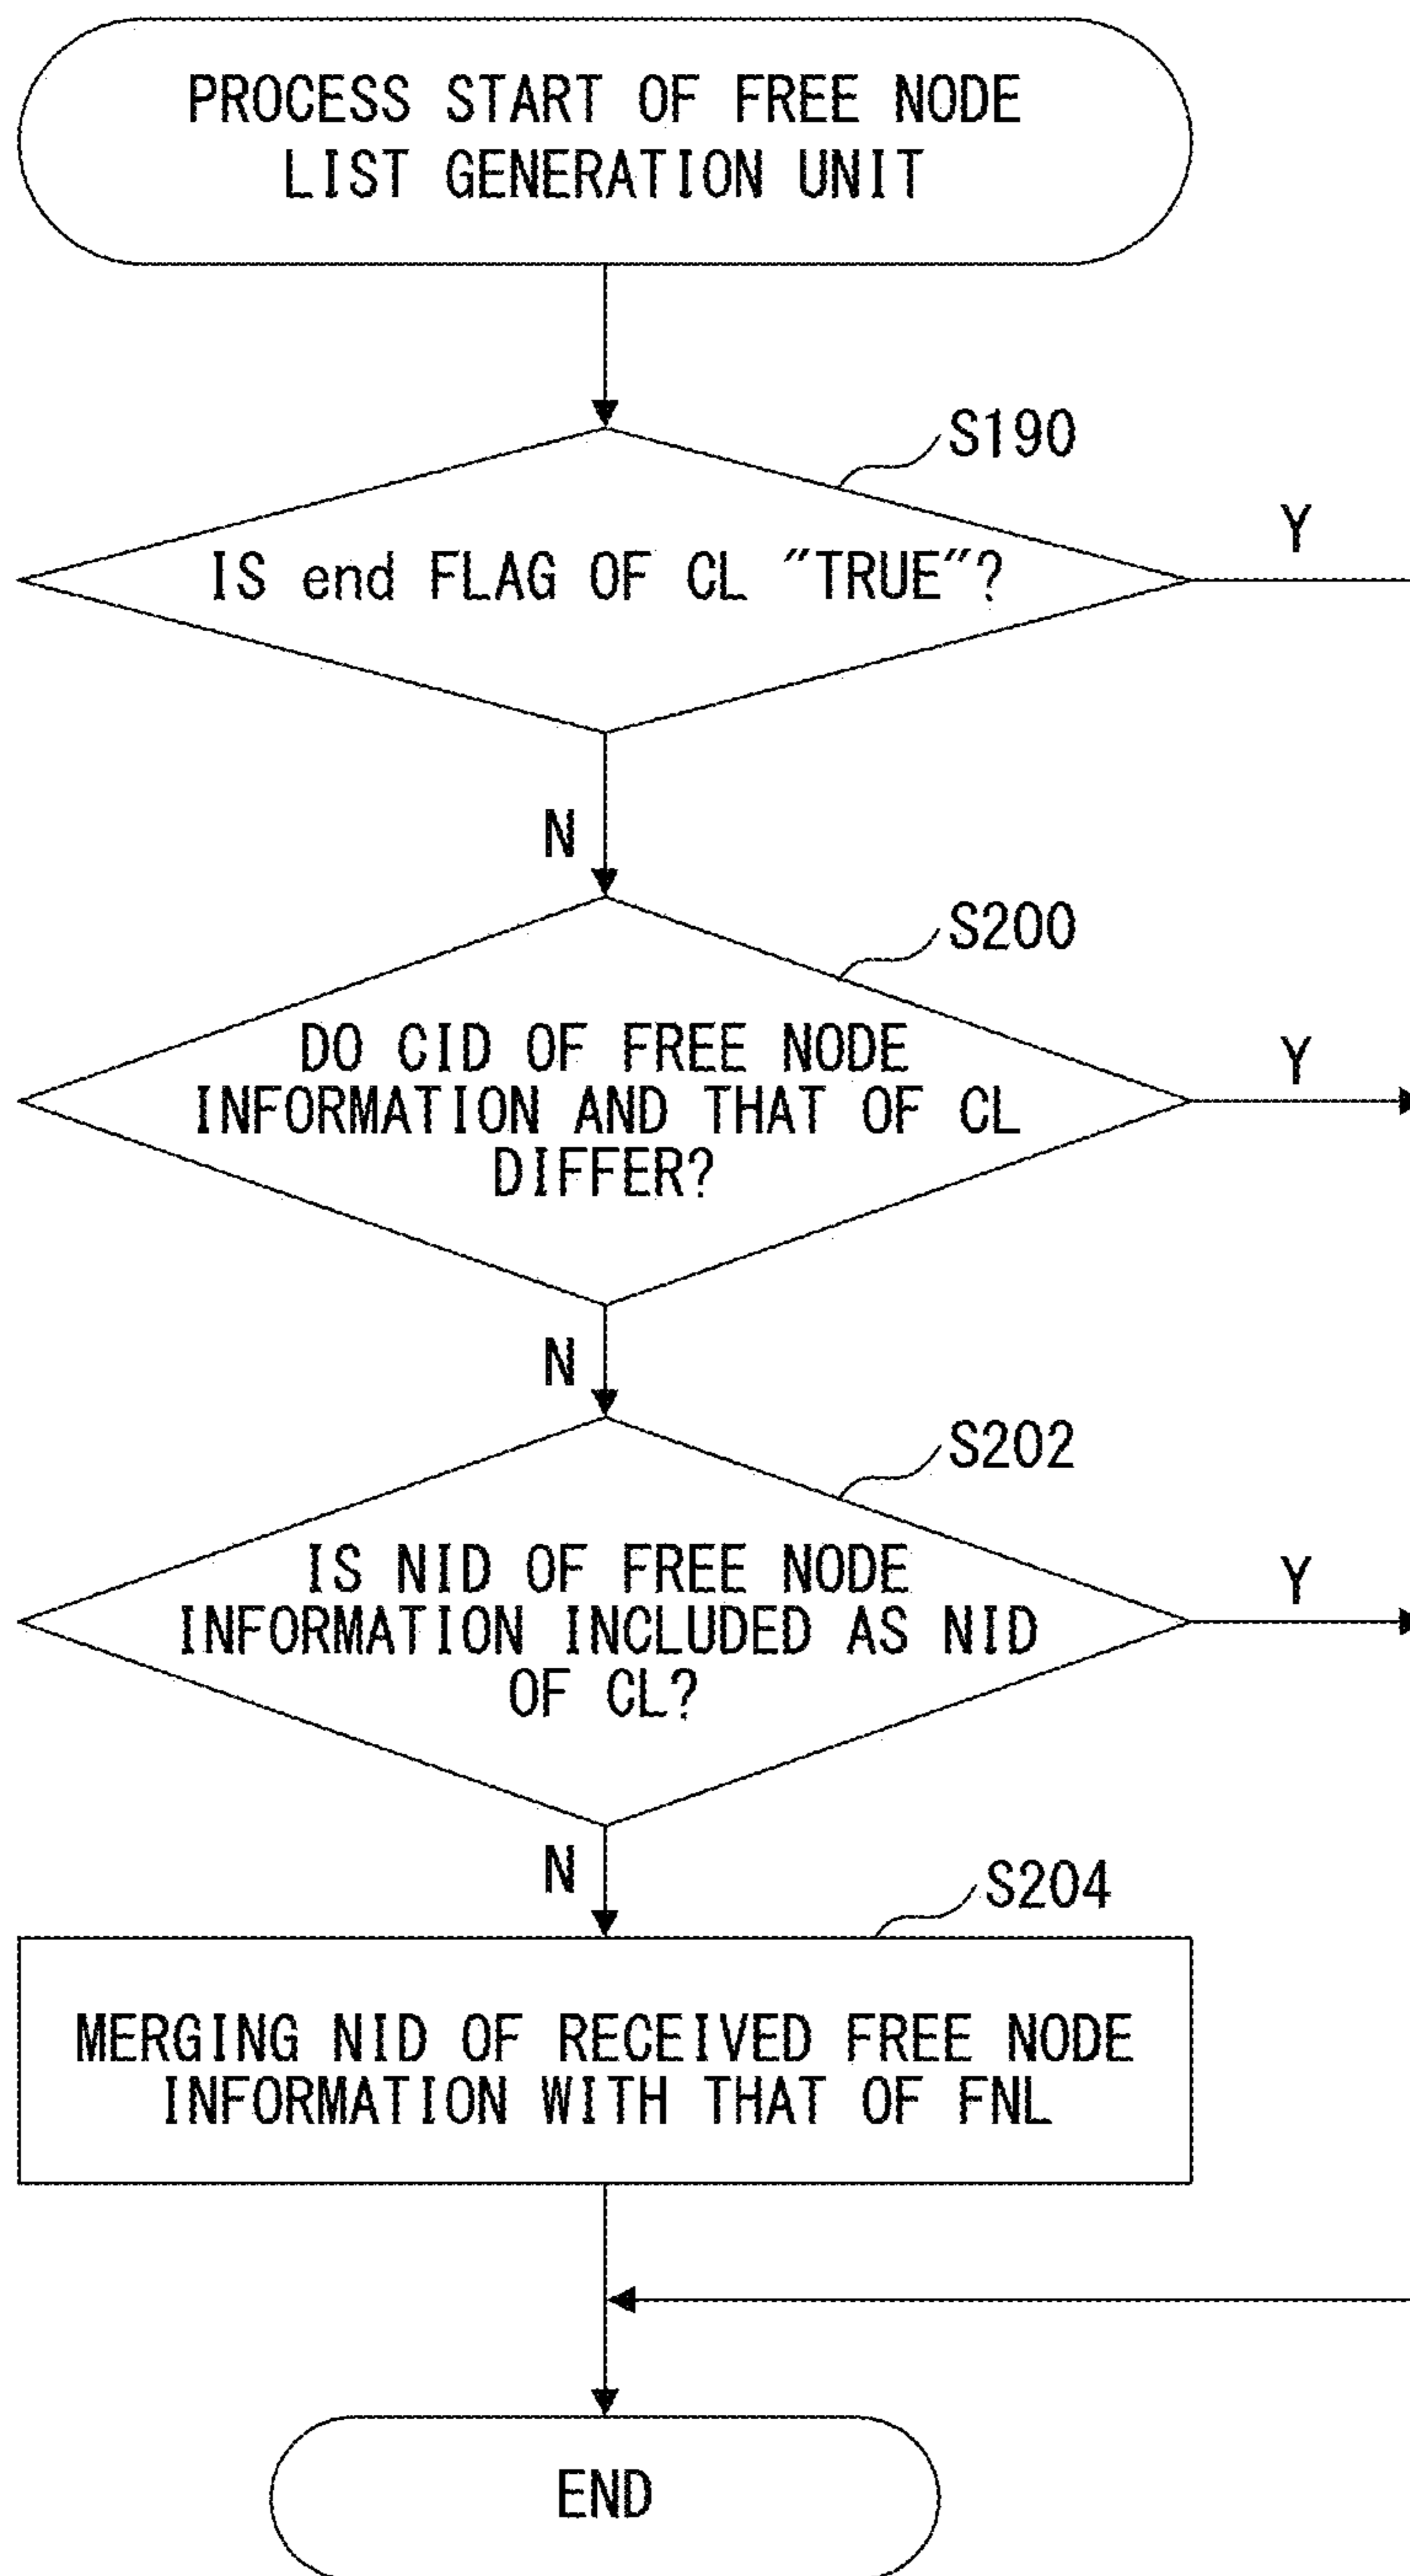 PROCESS START OF FREE NODE
LIST GENERATION UNIT
S190
IS end FLAG OF CL "TRUE"?
Y
N
S200
DO CID OF FREE NODE
INFORMATION AND THAT OF CL
DIFFER?
Y
N
S202
IS NID OF FREE NODE
INFORMATION INCLUDED AS NID
OF CL?
Y
N
S204
MERGING NID OF RECEIVED FREE NODE
INFORMATION WITH THAT OF FNL
END